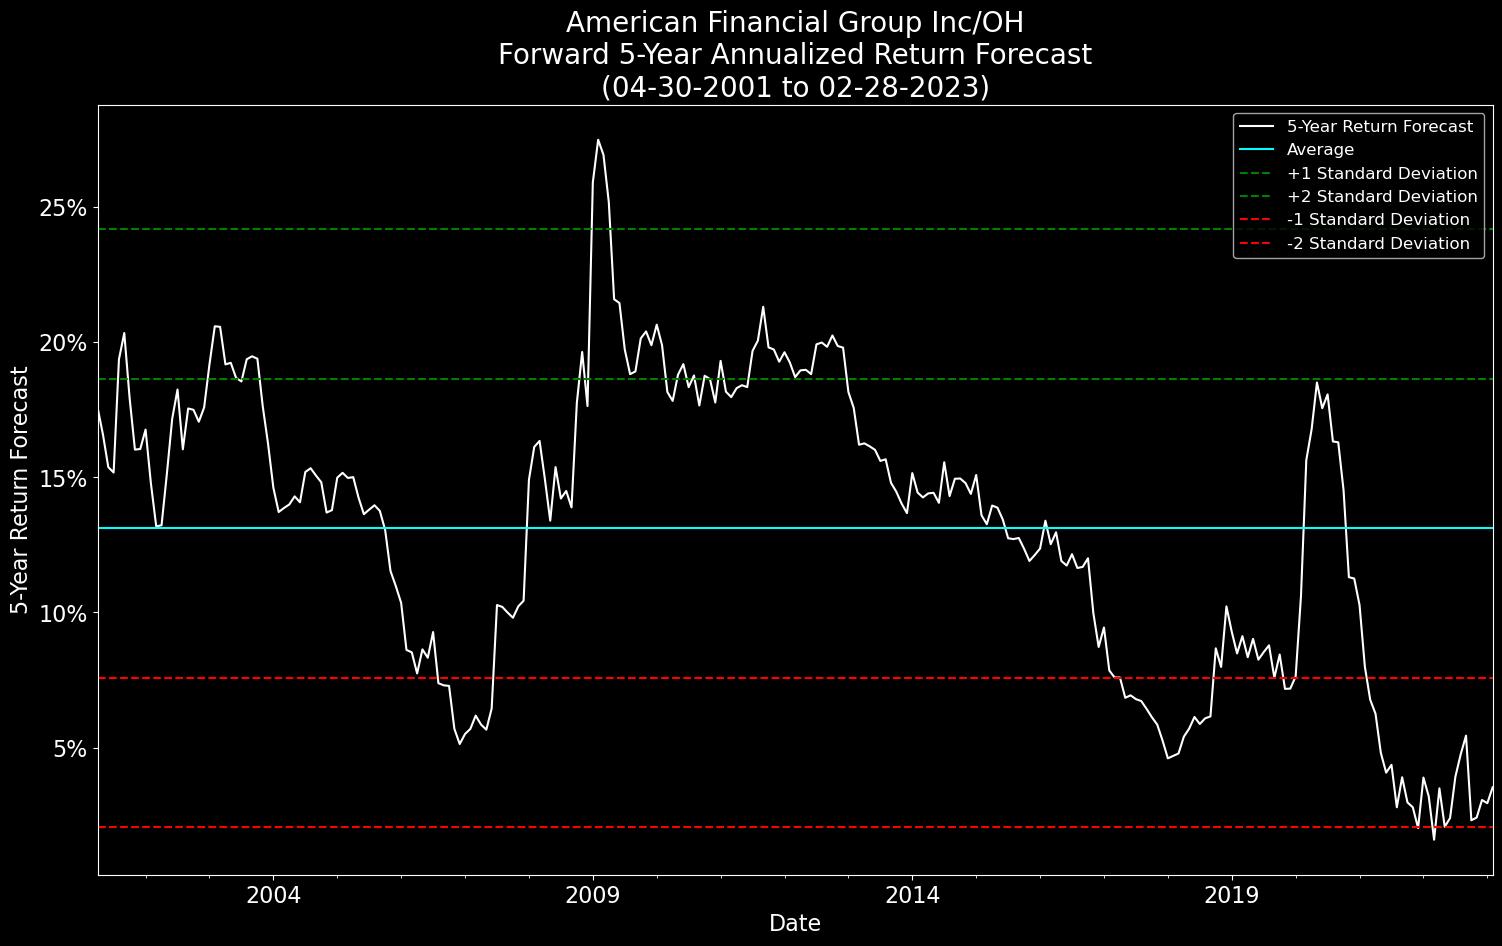 American Financial Group Inc/OH
Forward 5-Year Annualized Return Forecast
(04-30-2001 to 02-28-2023)
5-Year Return Forecast
Average
+1 Standard Deviation
+2 Standard Deviation
-1 Standard Deviation
-2 Standard Deviation
25%
20%
15%
10%
5%
5-Year Return Forecast
2004
2009
2014
2019
Date